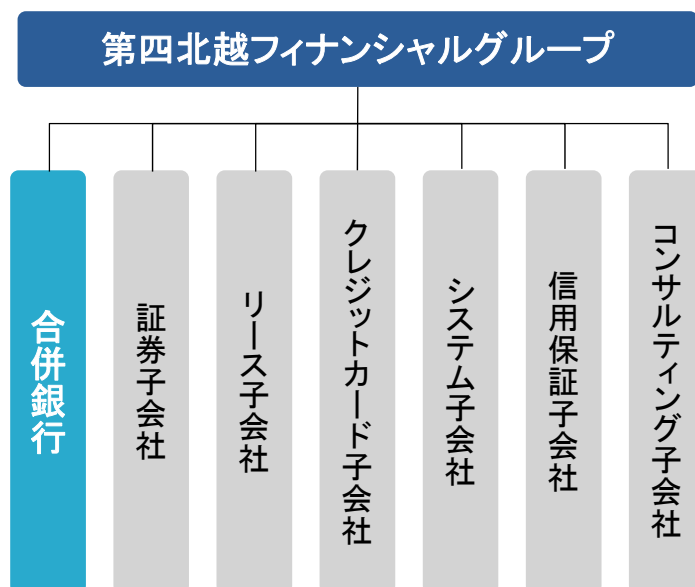 第四北越フィナンシャルグループ
合併銀行
証券子会社
リース子会社
クレジットカード子会社
システム子会社
信用保証子会社
コンサルティング子会社